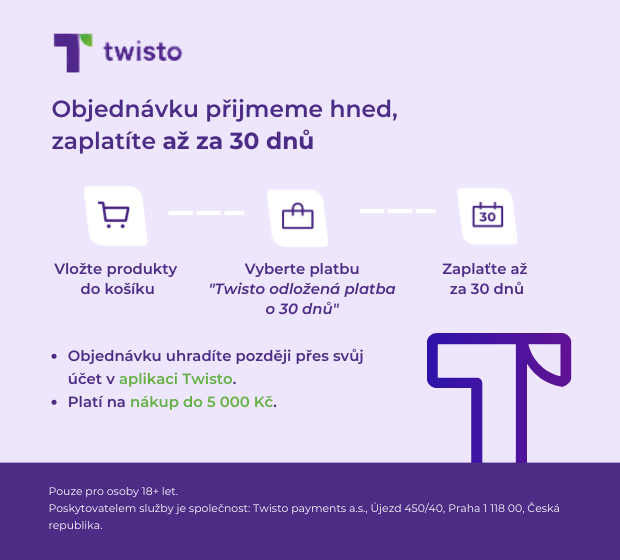 twisto
Objednávku přijmeme hned,
zaplatíte až za 30 dnů
30
Vložte produkty
do košíku
Vyberte platbu
"Twisto odložená platba
o 30 dnů"
Zaplaťte až
za 30 dnů
• Objednávku uhradíte později přes svůj
účet v aplikaci Twisto.
• Platí na nákup do 5 000 Kč.
Pouze pro osoby 18+ let.
Poskytovatelem služby je společnost: Twisto payments a.s., Újezd 450/40, Praha 1 118 00, Česká
republika.